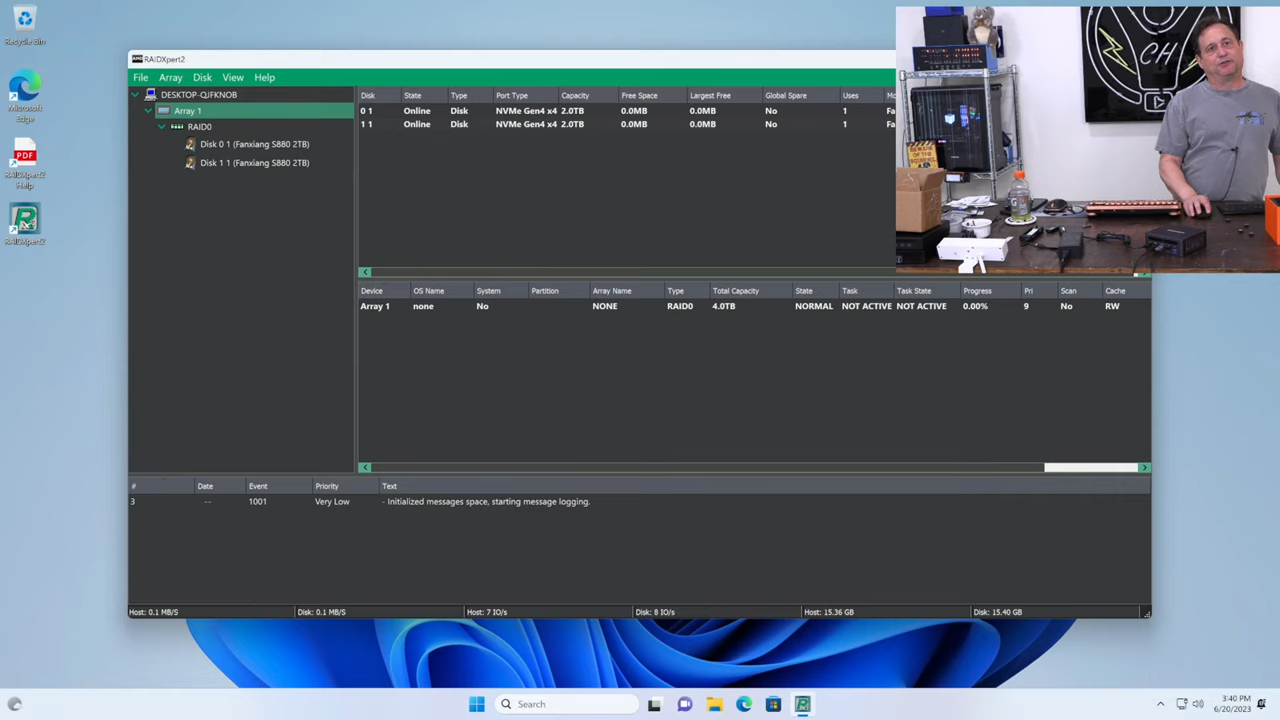 Recycle Bin
Microsoft
Edge
PDF
RAIDXpert2
Help
RAIDXpert2
AMD RAIDXpert2
File Array Disk View Help
DESKTOP-QJFKNOB
Array 1
RAID0
Disk 0 1 (Fanxiang S880 2TB)
Disk 1 1 (Fanxiang S880 2TB)
Disk State Type Port Type Capacity Free Space Largest Free Global Spare Uses Mo
0 1 Online Disk NVMe Gen4 x4 2.0TB 0.0MB 0.0MB No 1 Fa
1 1 Online Disk NVMe Gen4 x4 2.0TB 0.0MB 0.0MB No 1 Fa
Device OS Name System Partition Array Name Type Total Capacity State Task Task State Progress Pri Scan Cache
Array 1 none No NONE RAID0 4.0TB NORMAL NOT ACTIVE NOT ACTIVE 0.00% 9 No RW
# Date Event Priority Text
3 -- 1001 Very Low - Initialized messages space, starting message logging.
Host: 0.1 MB/S Disk: 0.1 MB/S Host: 7 IO/s Disk: 8 IO/s Host: 15.36 GB Disk: 15.40 GB
CH
BEWARE
Search
3:40 PM
6/20/2023